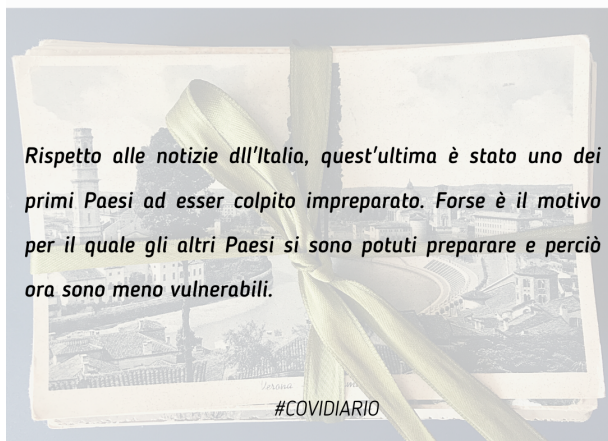 Rispetto alle notizie dll'Italia, quest'ultima è stato uno dei
primi Paesi ad esser colpito impreparato. Forse è il motivo
per il quale gli altri Paesi si sono potuti preparare e perciò
ora sono meno vulnerabili.
Verona
#COVIDIARIO